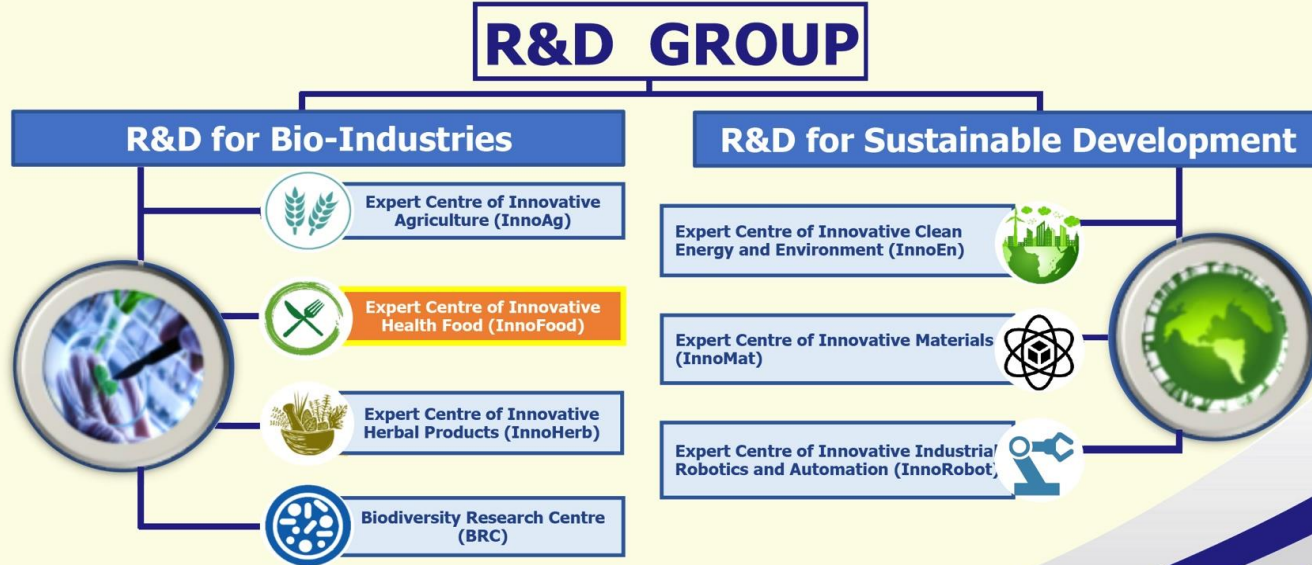 R&D GROUP
R&D for Bio-Industries
Expert Centre of Innovative
Agriculture (InnoAg)
Expert Centre of Innovative
Health Food (InnoFood)
Expert Centre of Innovative
Herbal Products (InnoHerb)
Biodiversity Research Centre
(BRC)
R&D for Sustainable Development
Expert Centre of Innovative Clean
Energy and Environment (InnoEn)
Expert Centre of Innovative Materials
(InnoMat)
Expert Centre of Innovative Industrial
Robotics and Automation (InnoRobot)